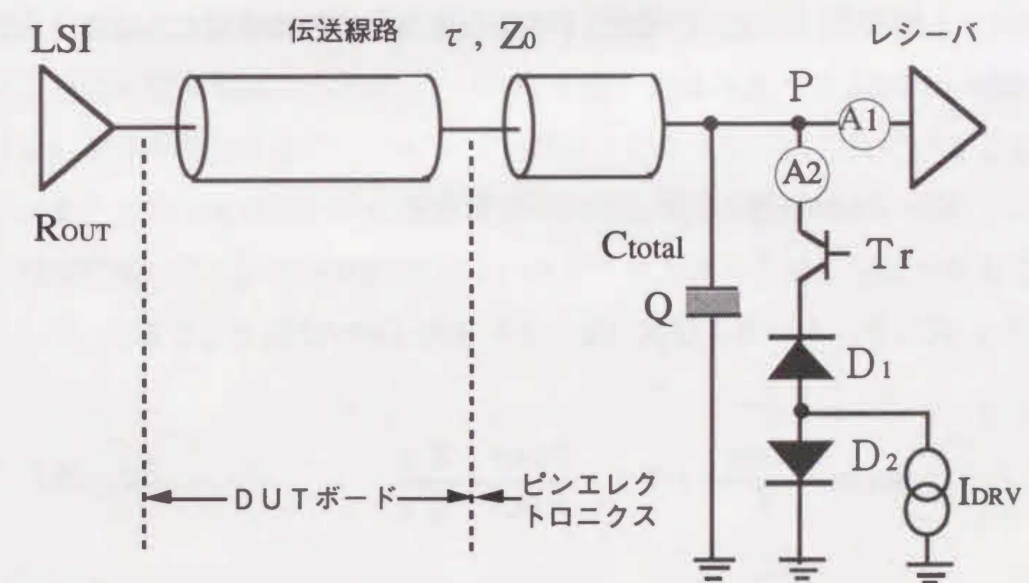 LSI
伝送線路 τ , Z0
レシーバ
P
A1
A2
ROUT
Ctotal
Q
Tr
D1
D2
IDRV
DUTボード
ピンエレク
トロニクス